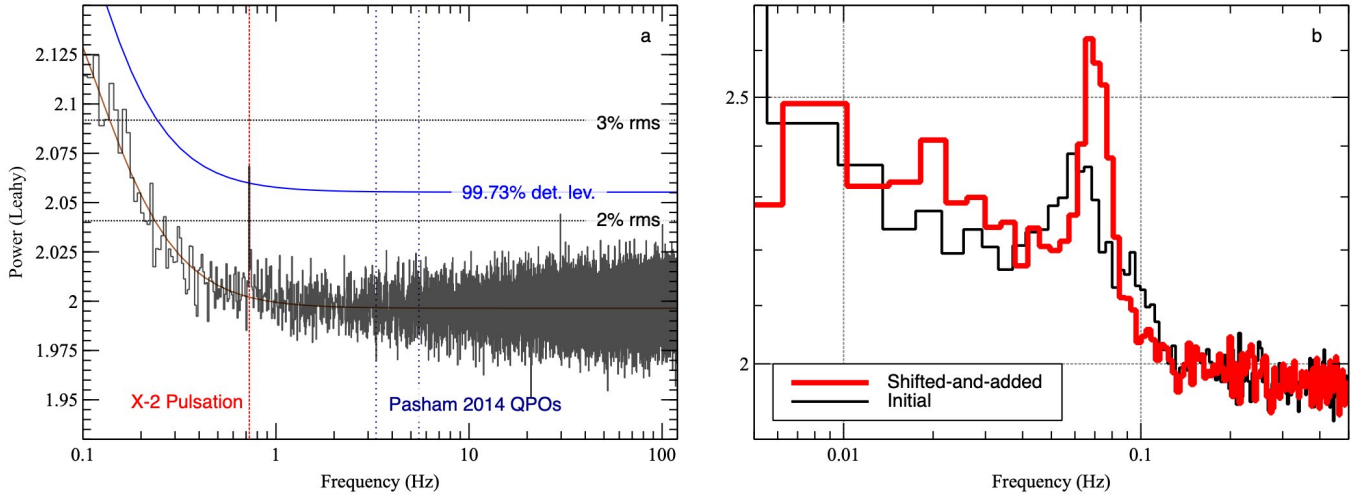 a
2.125
2.1
3% rms
2.075
2.05
99.73% det. lev.
2% rms
2.025
2
1.975
1.95
X-2 Pulsation
Pasham 2014 QPOs
Power (Leahy)
0.1
1
10
100
Frequency (Hz)
b
2.5
2
Shifted-and-added
Initial
0.01
0.1
Frequency (Hz)